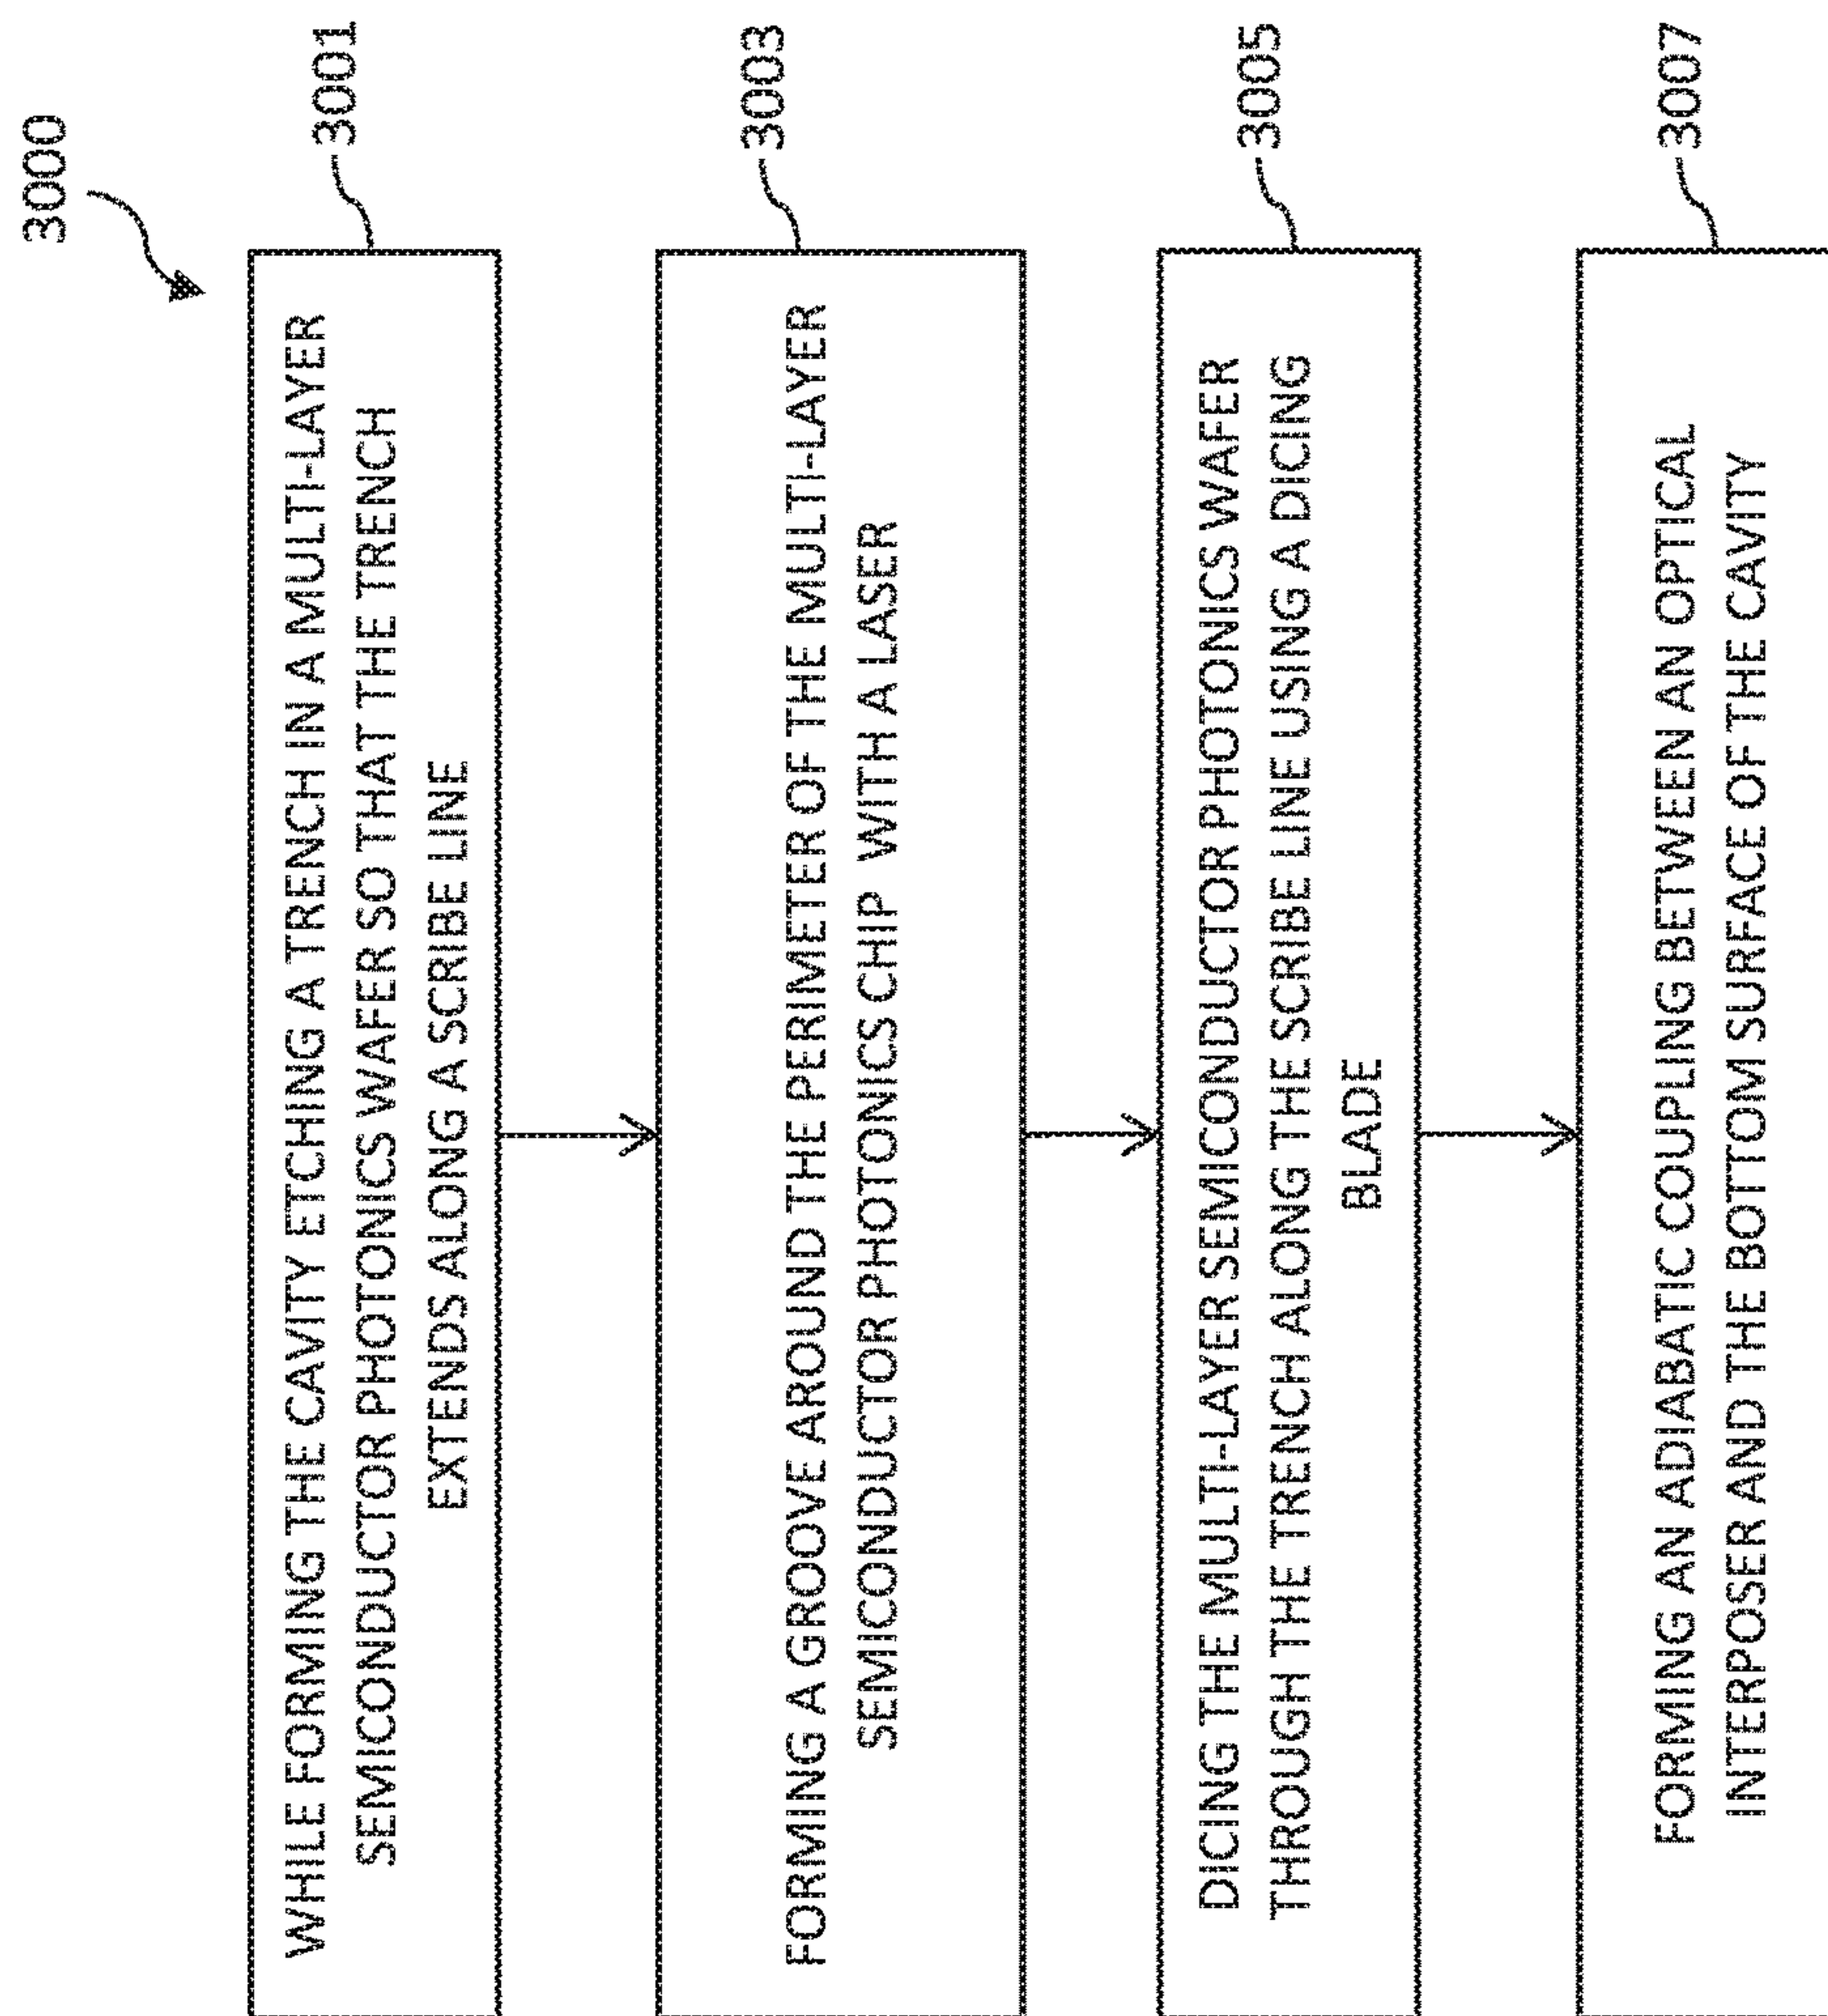 3000
WHILE FORMING THE CAVITY ETCHING A TRENCH IN A MULTI-LAYER
SEMICONDUCTOR PHOTONICS WAFER SO THAT THE TRENCH
EXTENDS ALONG A SCRIBE LINE
3001
FORMING A GROOVE AROUND THE PERIMETER OF THE MULTI-LAYER
SEMICONDUCTOR PHOTONICS CHIP WITH A LASER
3003
DICING THE MULTI-LAYER SEMICONDUCTOR PHOTONICS WAFER
THROUGH THE TRENCH ALONG THE SCRIBE LINE USING A DICING
BLADE
3005
FORMING AN ADIABATIC COUPLING BETWEEN AN OPTICAL
INTERPOSER AND THE BOTTOM SURFACE OF THE CAVITY
3007